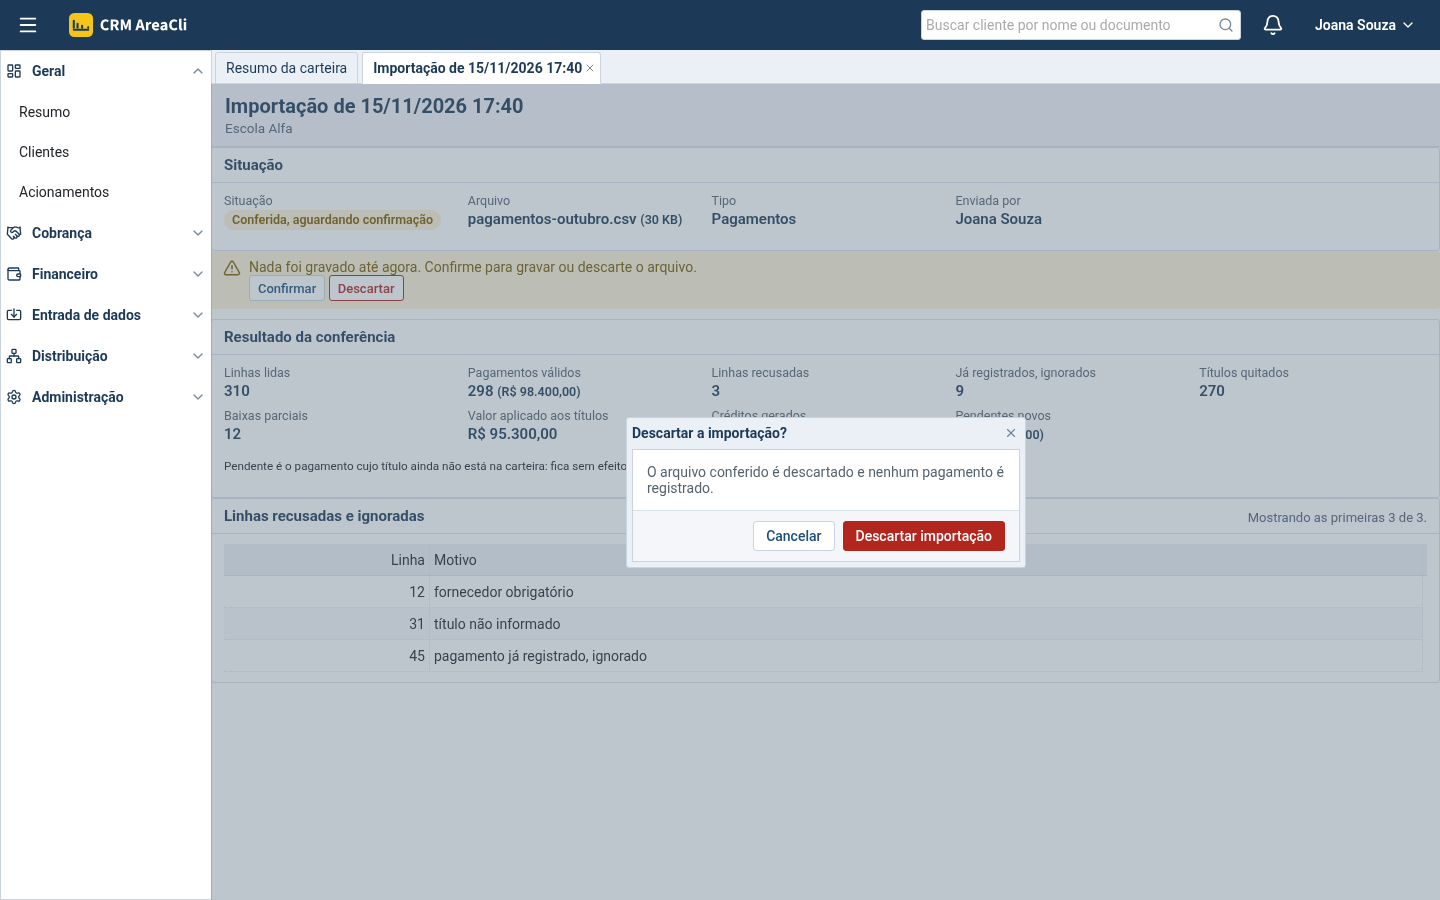 CRM AreaCli
Buscar cliente por nome ou documento
Joana Souza
Geral
Resumo
Clientes
Acionamentos
Cobrança
Financeiro
Entrada de dados
Distribuição
Administração
Resumo da carteira
Importação de 15/11/2026 17:40
Importação de 15/11/2026 17:40
Escola Alfa
Situação
Situação
Conferida, aguardando confirmação
Arquivo
pagamentos-outubro.csv (30 KB)
Tipo
Pagamentos
Enviada por
Joana Souza
Nada foi gravado até agora. Confirme para gravar ou descarte o arquivo.
Confirmar
Descartar
Resultado da conferência
Linhas lidas
310
Pagamentos válidos
298 (R$ 98.400,00)
Linhas recusadas
3
Já registrados, ignorados
9
Títulos quitados
270
Baixas parciais
12
Valor aplicado aos títulos
R$ 95.300,00
Créditos gerados
Pendentes novos
00)
Pendente é o pagamento cujo título ainda não está na carteira: fica sem efeito
Descartar a importação?
O arquivo conferido é descartado e nenhum pagamento é
registrado.
Cancelar
Descartar importação
Linhas recusadas e ignoradas
Mostrando as primeiras 3 de 3.
Linha Motivo
12 fornecedor obrigatório
31 título não informado
45 pagamento já registrado, ignorado